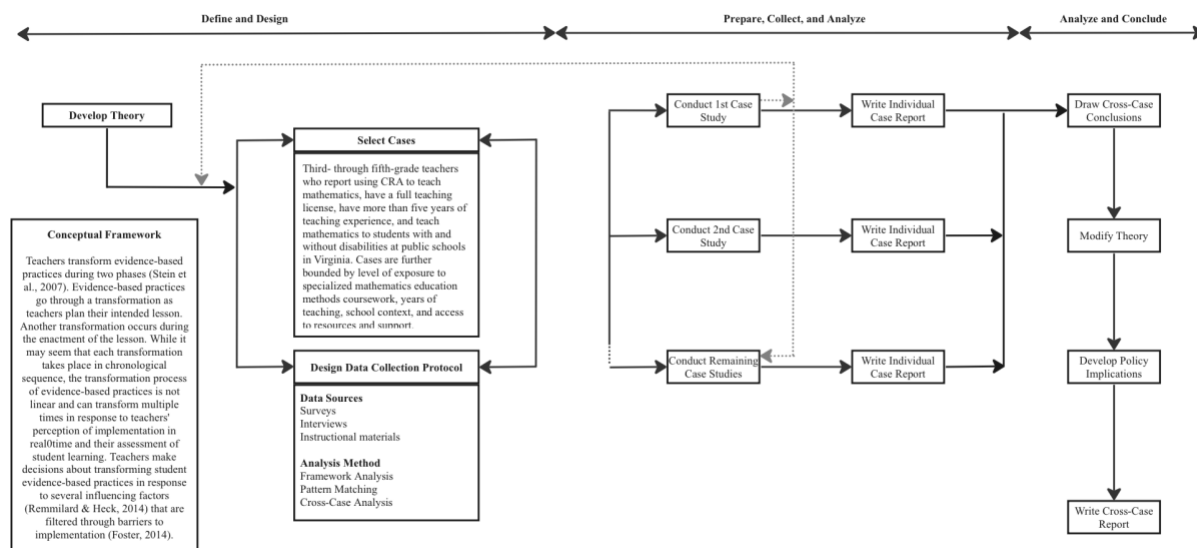 Define and Design
Prepare, Collect, and Analyze
Analyze and Conclude
Develop Theory
Conceptual Framework
Teachers transform evidence-based
practices during two phases (Stein et
al., 2007). Evidence-based practices
go through a transformation as
teachers plan their intended lesson.
Another transformation occurs during
the enactment of the lesson. While it
may seem that each transformation
takes place in chronological
sequence, the transformation process
of evidence-based practices is not
linear and can transform multiple
times in response to teachers'
perception of implementation in
real0time and their assessment of
student learning. Teachers make
decisions about transforming student
evidence-based practices in response
to several influencing factors
(Remmilard & Heck, 2014) that are
filtered through barriers to
implementation (Foster, 2014).
Select Cases
Third- through fifth-grade teachers
who report using CRA to teach
mathematics, have a full teaching
license, have more than five years of
teaching experience, and teach
mathematics to students with and
without disabilities at public schools
in Virginia. Cases are further
bounded by level of exposure to
specialized mathematics education
methods coursework, years of
teaching, school context, and access
to resources and support.
Design Data Collection Protocol
Data Sources
Surveys
Interviews
Instructional materials
Analysis Method
Framework Analysis
Pattern Matching
Cross-Case Analysis
Conduct 1st Case
Study
Write Individual
Case Report
Conduct 2nd Case
Study
Write Individual
Case Report
Conduct Remaining
Case Studies
Write Individual
Case Report
Draw Cross-Case
Conclusions
Modify Theory
Develop Policy
Implications
Write Cross-Case
Report